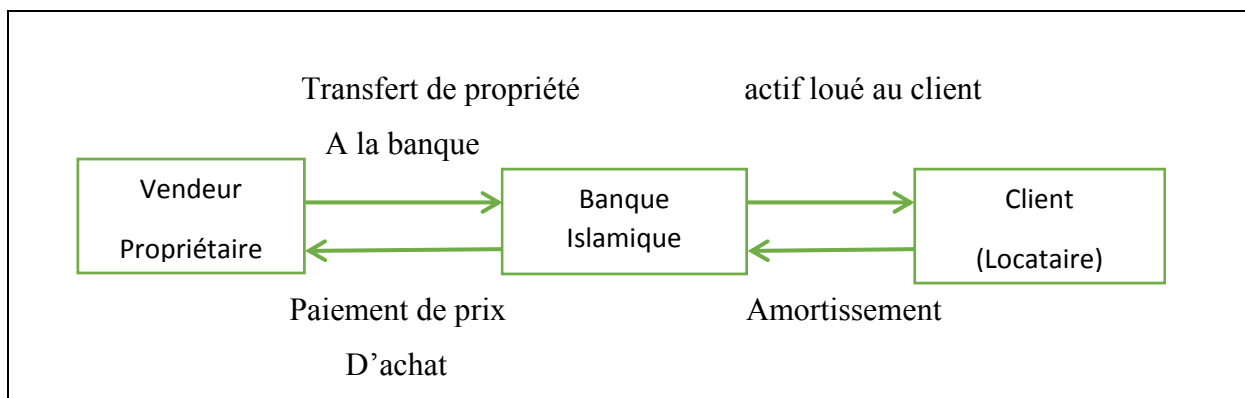 Transfert de propriété
A la banque
actif loué au client
Vendeur
Propriétaire
Banque
Islamique
Client
(Locataire)
Paiement de prix
D’achat
Amortissement